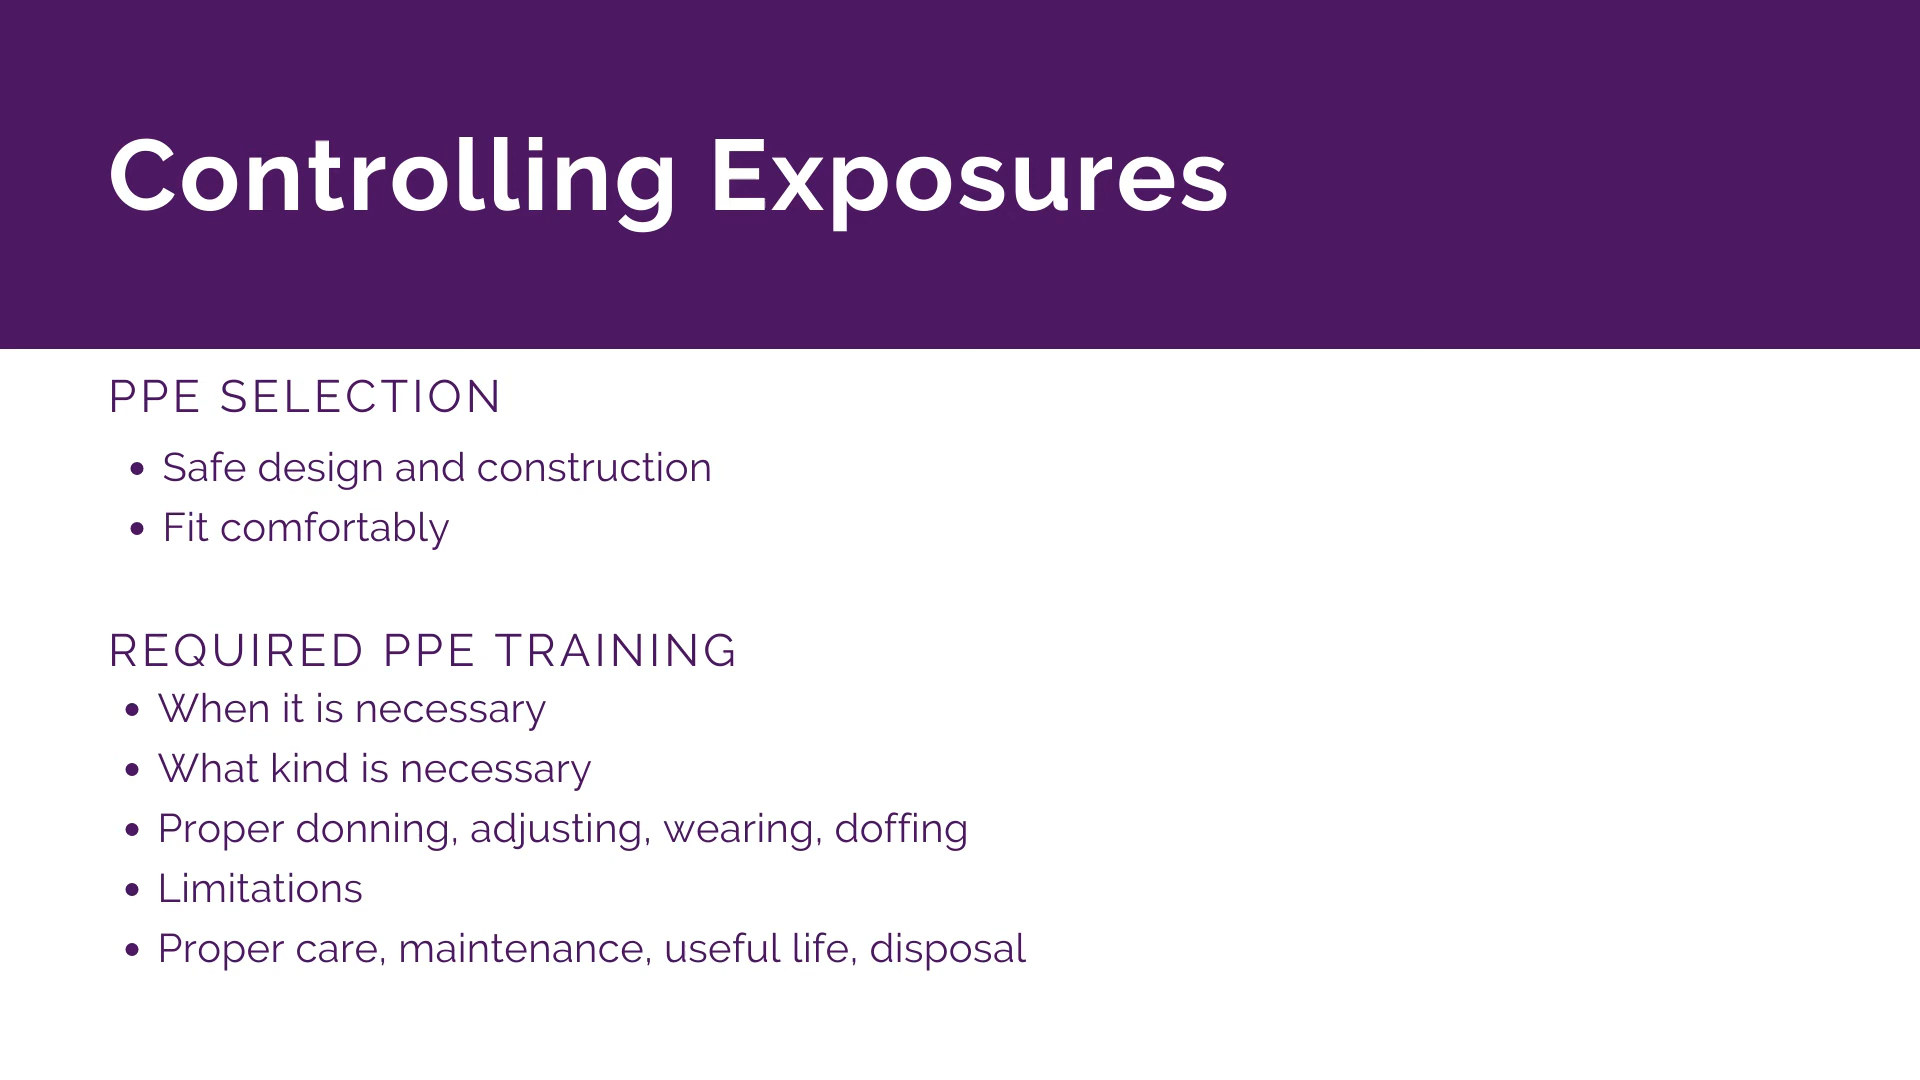 Controlling Exposures
PPE SELECTION
• Safe design and construction
• Fit comfortably
REQUIRED PPE TRAINING
• When it is necessary
• What kind is necessary
• Proper donning, adjusting, wearing, doffing
• Limitations
• Proper care, maintenance, useful life, disposal